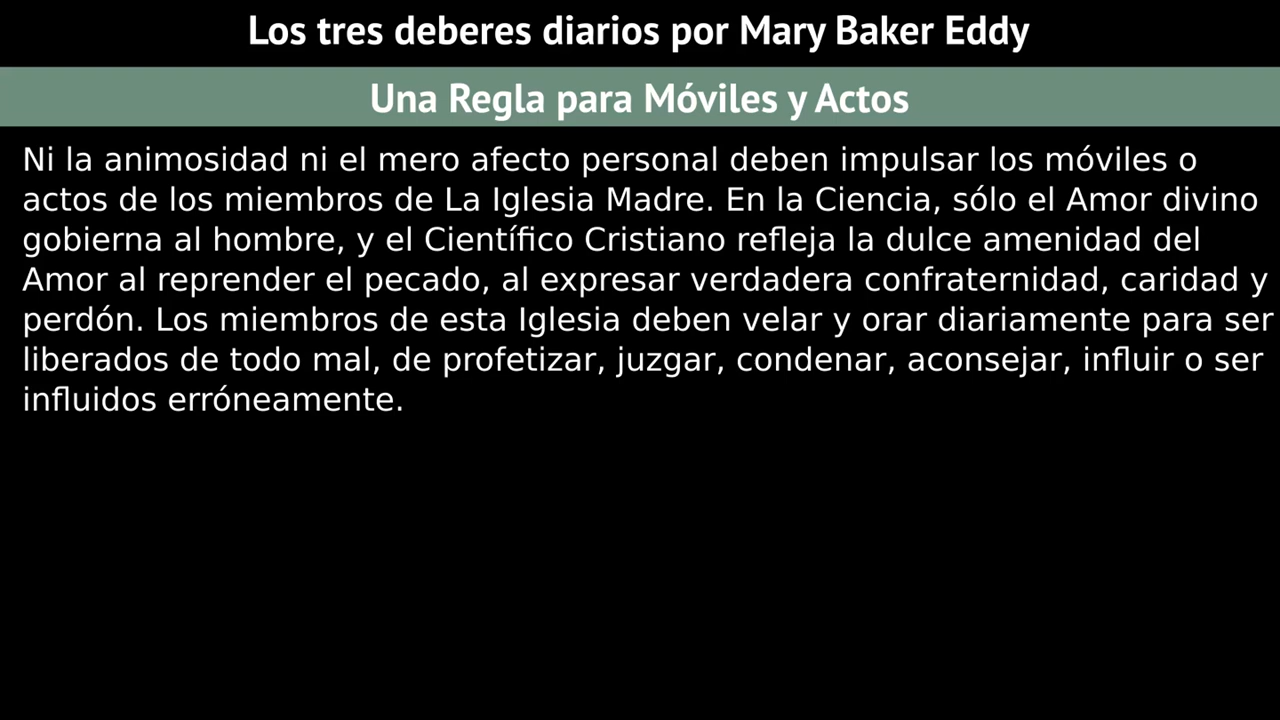 Los tres deberes diarios por Mary Baker Eddy
Una Regla para Móviles y Actos
Ni la animosidad ni el mero afecto personal deben impulsar los móviles o
actos de los miembros de La Iglesia Madre. En la Ciencia, sólo el Amor divino
gobierna al hombre, y el Científico Cristiano refleja la dulce amenidad del
Amor al reprender el pecado, al expresar verdadera confraternidad, caridad y
perdón. Los miembros de esta Iglesia deben velar y orar diariamente para ser
liberados de todo mal, de profetizar, juzgar, condenar, aconsejar, influir o ser
influidos erróneamente.